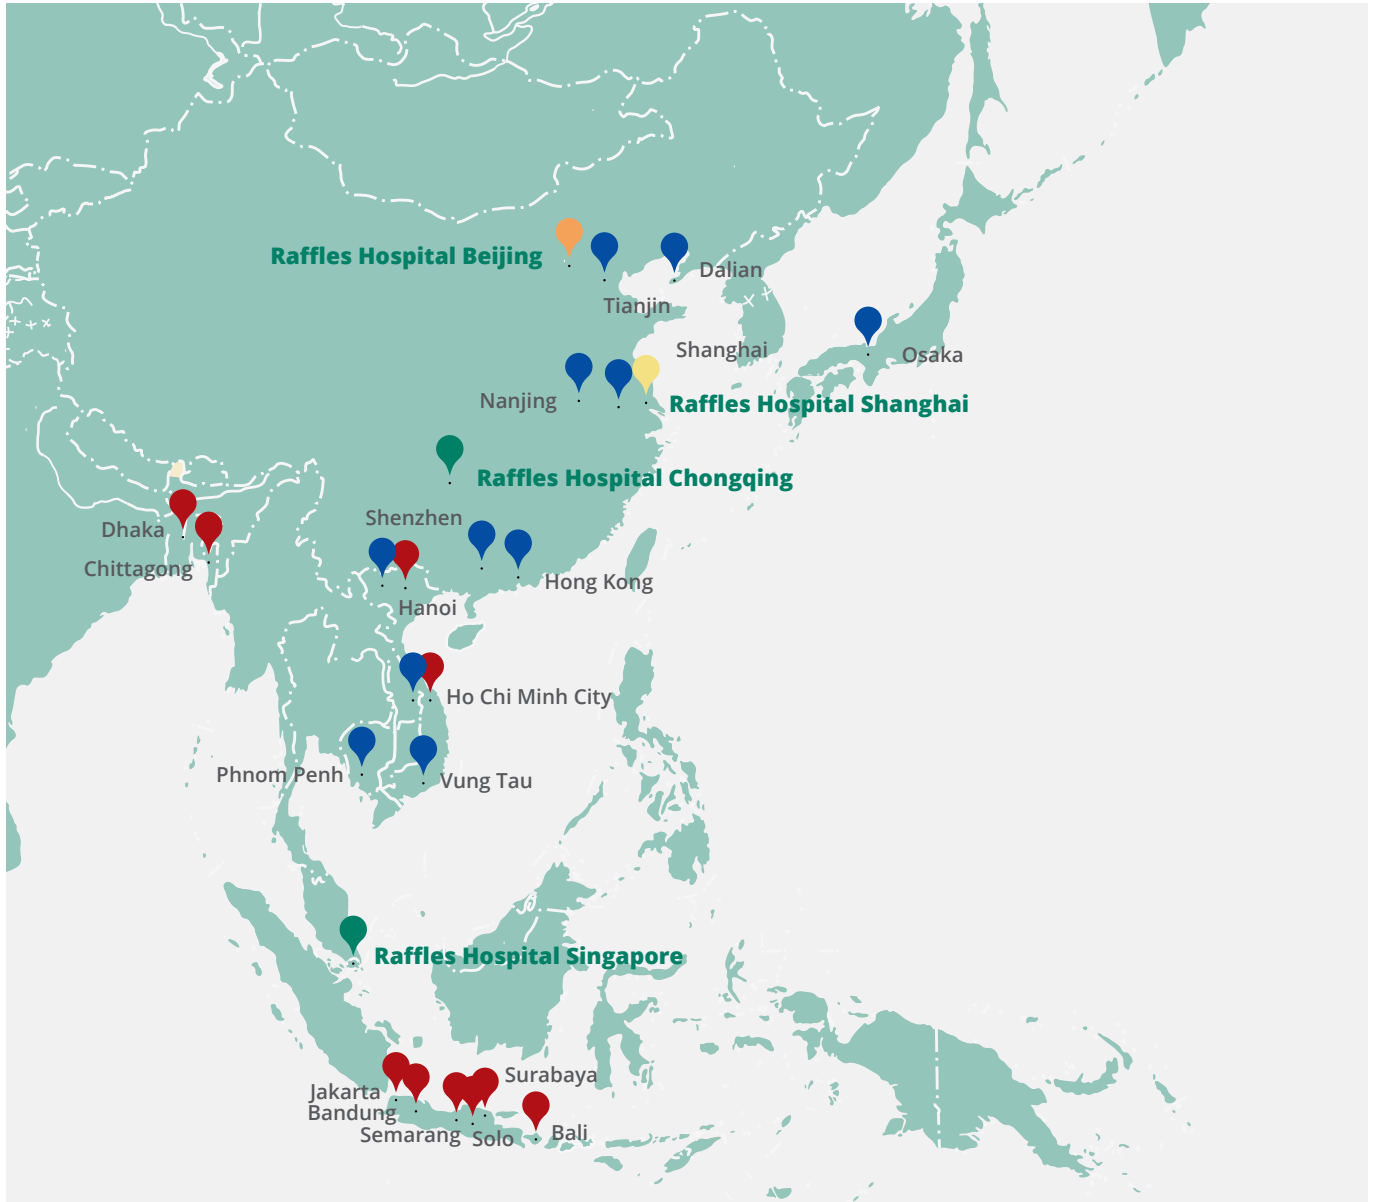 Raffles Hospital Beijing
Dalian
Tianjin
Shanghai
Osaka
Nanjing
Raffles Hospital Shanghai
Raffles Hospital Chongqing
Shenzhen
Dhaka
Chittagong
Hong Kong
Hanoi
Ho Chi Minh City
Phnom Penh
Vung Tau
Raffles Hospital Singapore
Surabaya
Jakarta
Bandung
Semarang
Solo
Bali